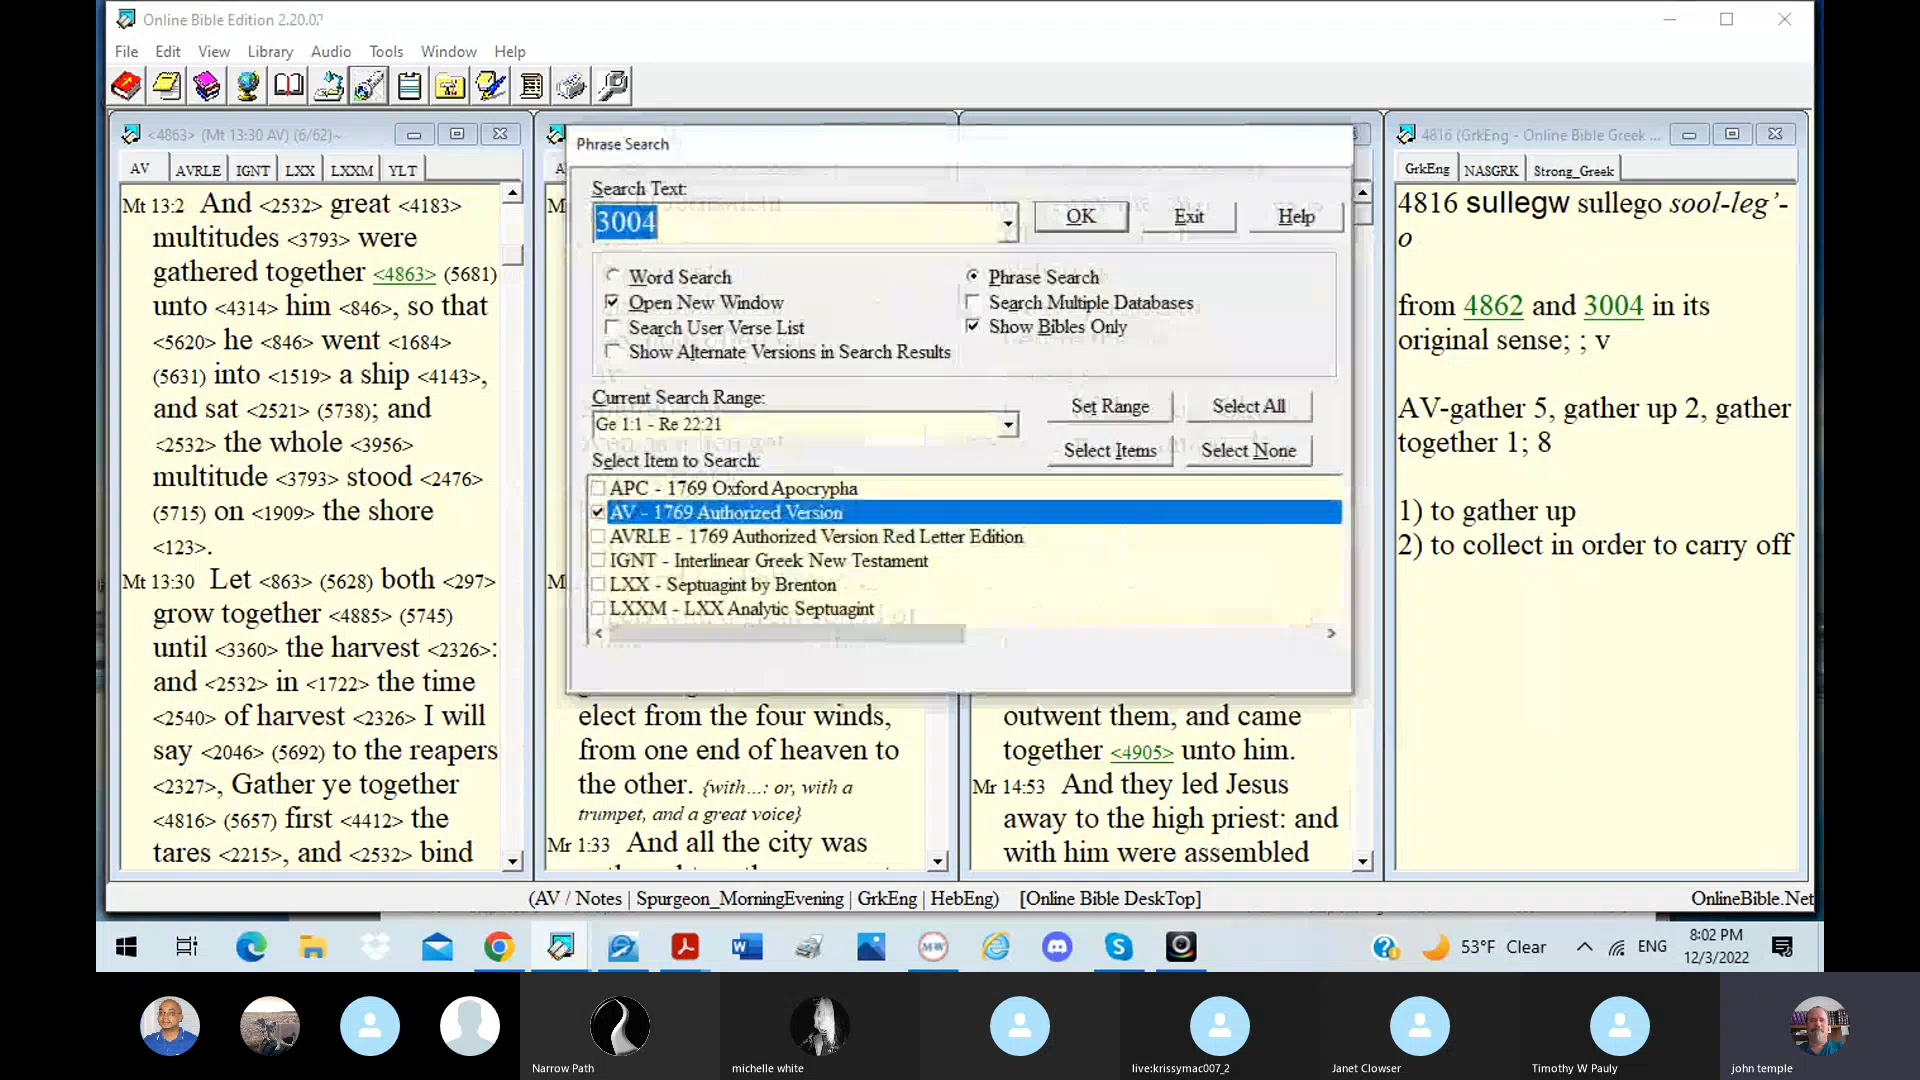 Online Bible Edition 2.20.07
File Edit View Library Audio Tools Window Help
<4863> (Mt 13:30 AV) (6/62)~
AV AVRLE IGNT LXX LXXM YLT
Mt 13:2 And <2532> great <4183>
multitudes <3793> were
gathered together <4863> (5681)
unto <4314> him <846>, so that
<5620> he <846> went <1684>
(5631) into <1519> a ship <4143>,
and sat <2521> (5738); and
<2532> the whole <3956>
multitude <3793> stood <2476>
(5715) on <1909> the shore
<123>.
Mt 13:30 Let <863> (5628) both <297>
grow together <4885> (5745)
until <3360> the harvest <2326>:
and <2532> in <1722> the time
<2540> of harvest <2326> I will
say <2046> (5692) to the reapers
<2327>, Gather ye together
<4816> (5657) first <4412> the
tares <2215>, and <2532> bind
Phrase Search
Search Text:
3004
OK Exit Help
Word Search
Phrase Search
Open New Window
Search Multiple Databases
Search User Verse List
Show Bibles Only
Show Alternate Versions in Search Results
Current Search Range:
Ge 1:1 - Re 22:21
Set Range Select All
Select Items Select None
Select Item to Search:
APC - 1769 Oxford Apocrypha
AV - 1769 Authorized Version
AVRLE - 1769 Authorized Version Red Letter Edition
IGNT - Interlinear Greek New Testament
LXX - Septuagint by Brenton
LXXM - LXX Analytic Septuagint
elect from the four winds,
from one end of heaven to
the other. {with...: or, with a
trumpet, and a great voice}
Mr 1:33 And all the city was
outwent them, and came
together <4905> unto him.
Mr 14:53 And they led Jesus
away to the high priest: and
with him were assembled
4816 (GrkEng - Online Bible Greek ...
GrkEng NASGRK Strong_Greek
4816 sullegw sullego sool-leg'-
o
from 4862 and 3004 in its
original sense; ; v
AV-gather 5, gather up 2, gather
together 1; 8
1) to gather up
2) to collect in order to carry off
(AV / Notes | Spurgeon_MorningEvening | GrkEng | HebEng) [Online Bible DeskTop]
OnlineBible.Net
53°F Clear
ENG
8:02 PM
12/3/2022
Narrow Path
michelle white
live:krissymac007_2
Janet Clowser
Timothy W Pauly
john temple